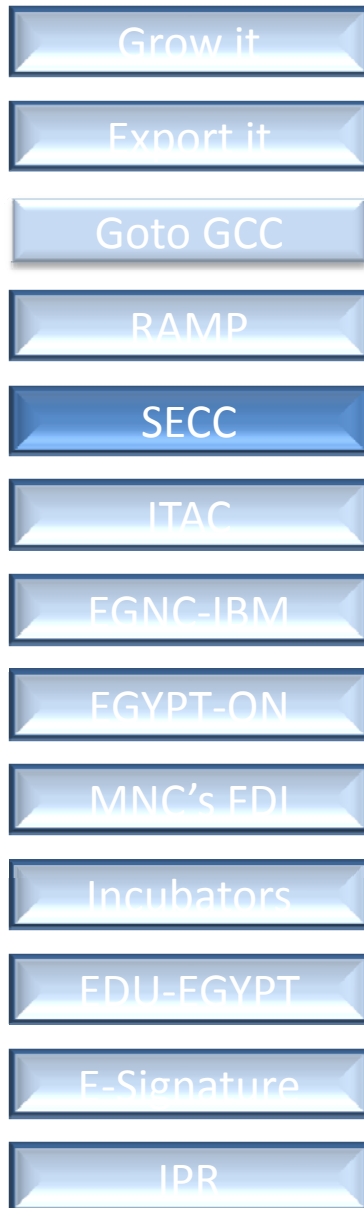 Grow it
Export it
Goto GCC
RAMP
SECC
ITAC
EGNC-IBM
EGYPT-ON
MNC's FDI
Incubators
EDU-EGYPT
E-Signature
IPR